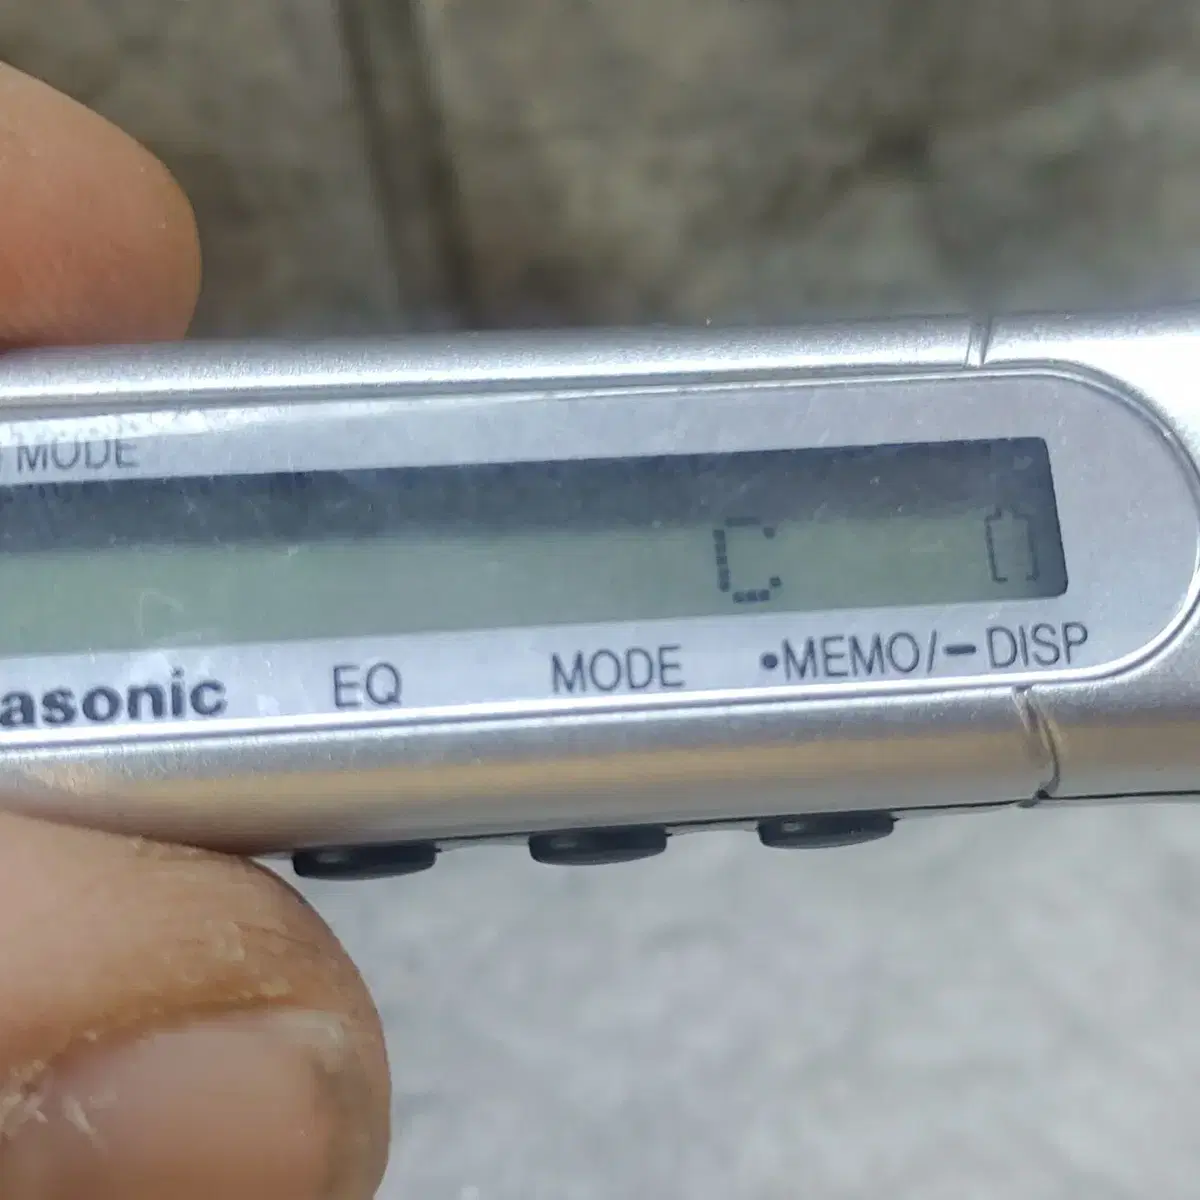 MODE
C
asonic EQ MODE •MEMO/–DISP